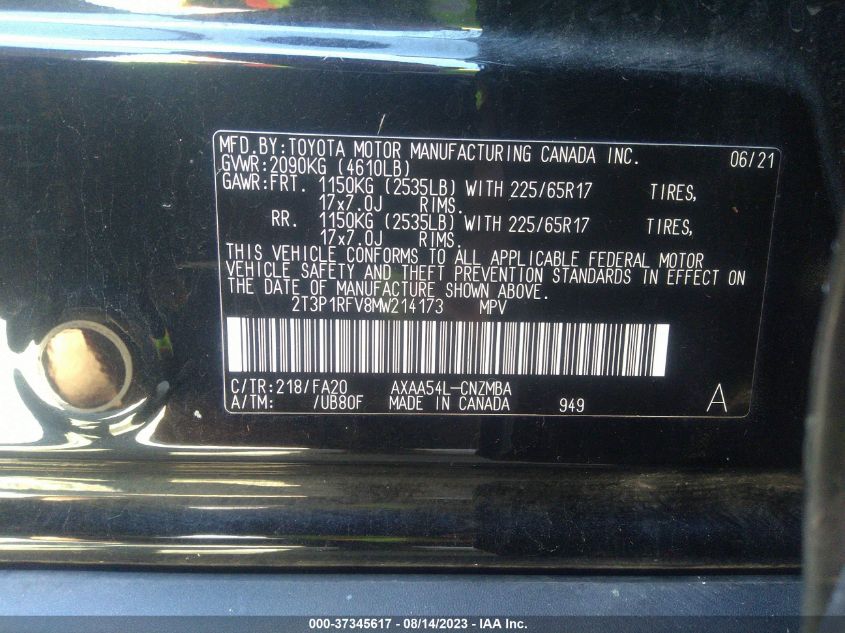 MFD.BY:TOYOTA MOTOR MANUFACTURING CANADA INC. 06/21
GVWR:2090KG (4610LB)
GAWR:FRT. 1150KG (2535LB) WITH 225/65R17 TIRES,
17x7.0J RIMS.
RR. 1150KG (2535LB) WITH 225/65R17 TIRES,
17x7.0J RIMS.
THIS VEHICLE CONFORMS TO ALL APPLICABLE FEDERAL MOTOR
VEHICLE SAFETY AND THEFT PREVENTION STANDARDS IN EFFECT ON
THE DATE OF MANUFACTURE SHOWN ABOVE.
2T3P1RFV8MW214173 MPV
C/TR:218/FA20 AXAA54L-CNZMBA
A/TM: /UB80F MADE IN CANADA 949 A
000-37345617 - 08/14/2023 - IAA Inc.